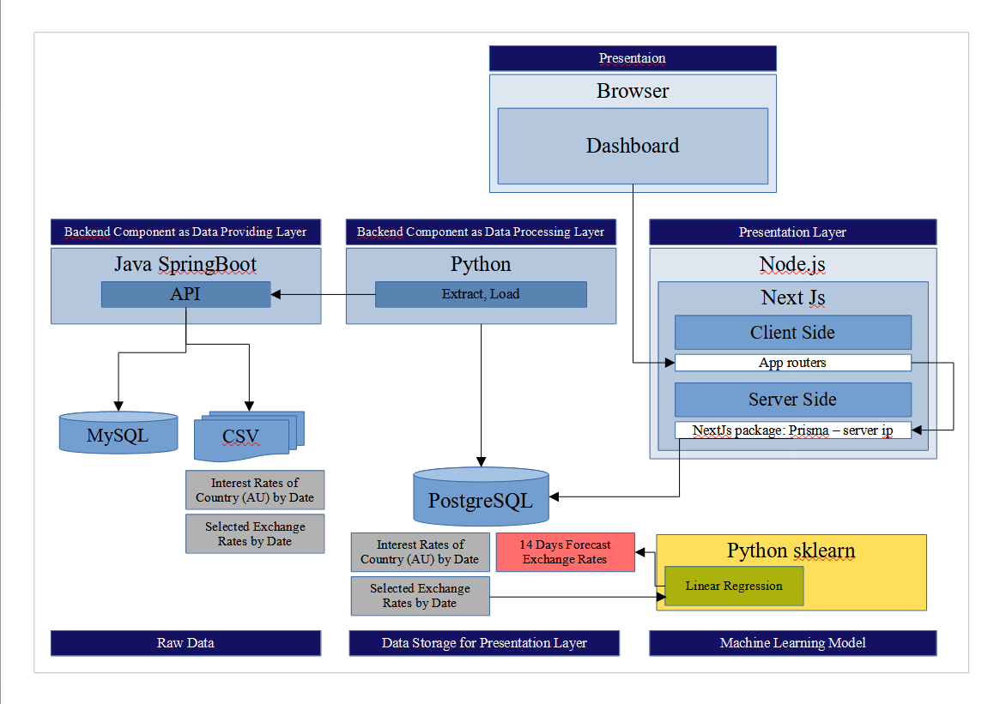 Presentaion
Browser
Dashboard
Backend Component as Data Providing Layer
Backend Component as Data Processing Layer
Presentation Layer
Java SpringBoot
API
Python
Extract, Load
Node.js
Next Js
Client Side
App routers
Server Side
NextJs package: Prisma – server ip
MySQL
CSV
Interest Rates of
Country (AU) by Date
Selected Exchange
Rates by Date
PostgreSQL
Interest Rates of
Country (AU) by Date
14 Days Forecast
Exchange Rates
Selected Exchange
Rates by Date
Python sklearn
Linear Regression
Raw Data
Data Storage for Presentation Layer
Machine Learning Model